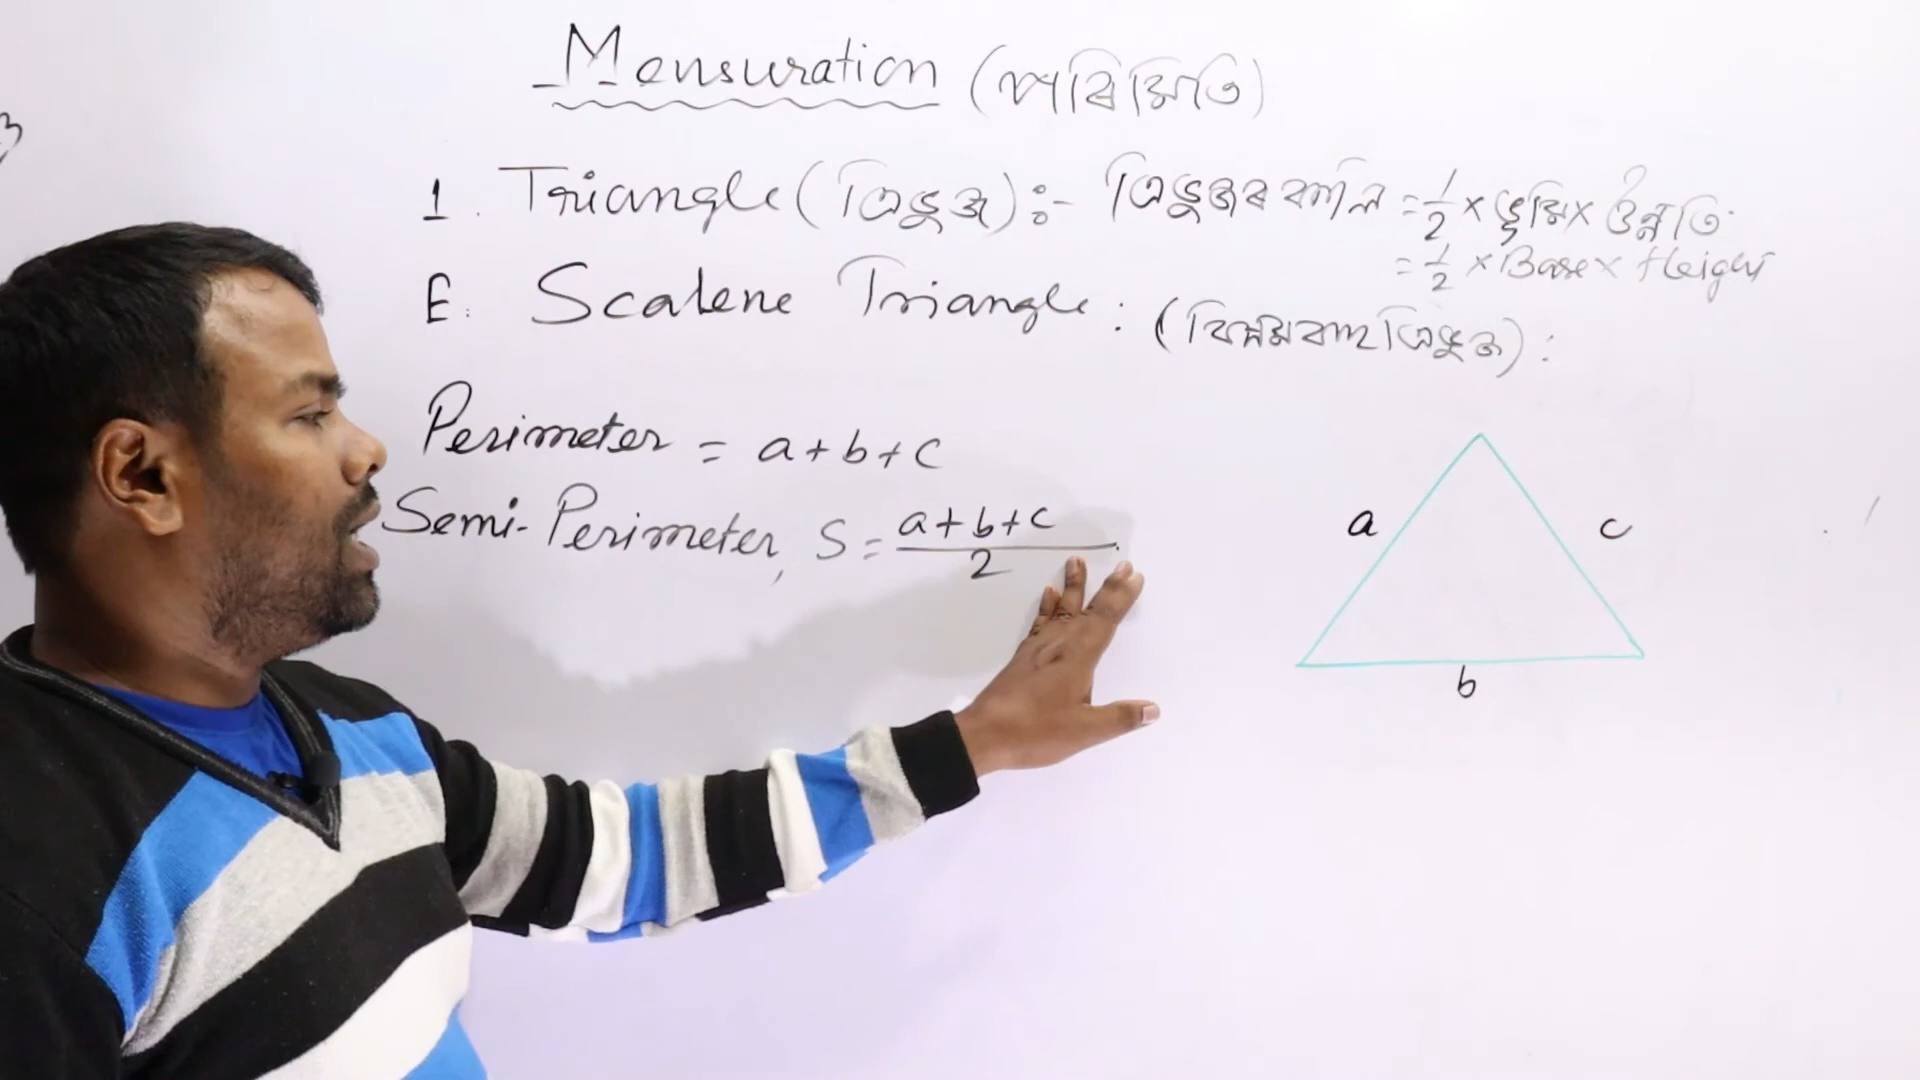 Mensuration (পৰিমিতি)
1. Triangle (ত্ৰিভুজ) :- ত্ৰিভুজৰ কালি = 1/2 × ভূমি × উন্নতি
= 1/2 × Base × Height
E. Scalene Triangle : (বিষমবাহু ত্ৰিভুজ) :
Perimeter = a+b+c
Semi-Perimeter, S = a+b+c/2
a
c
b